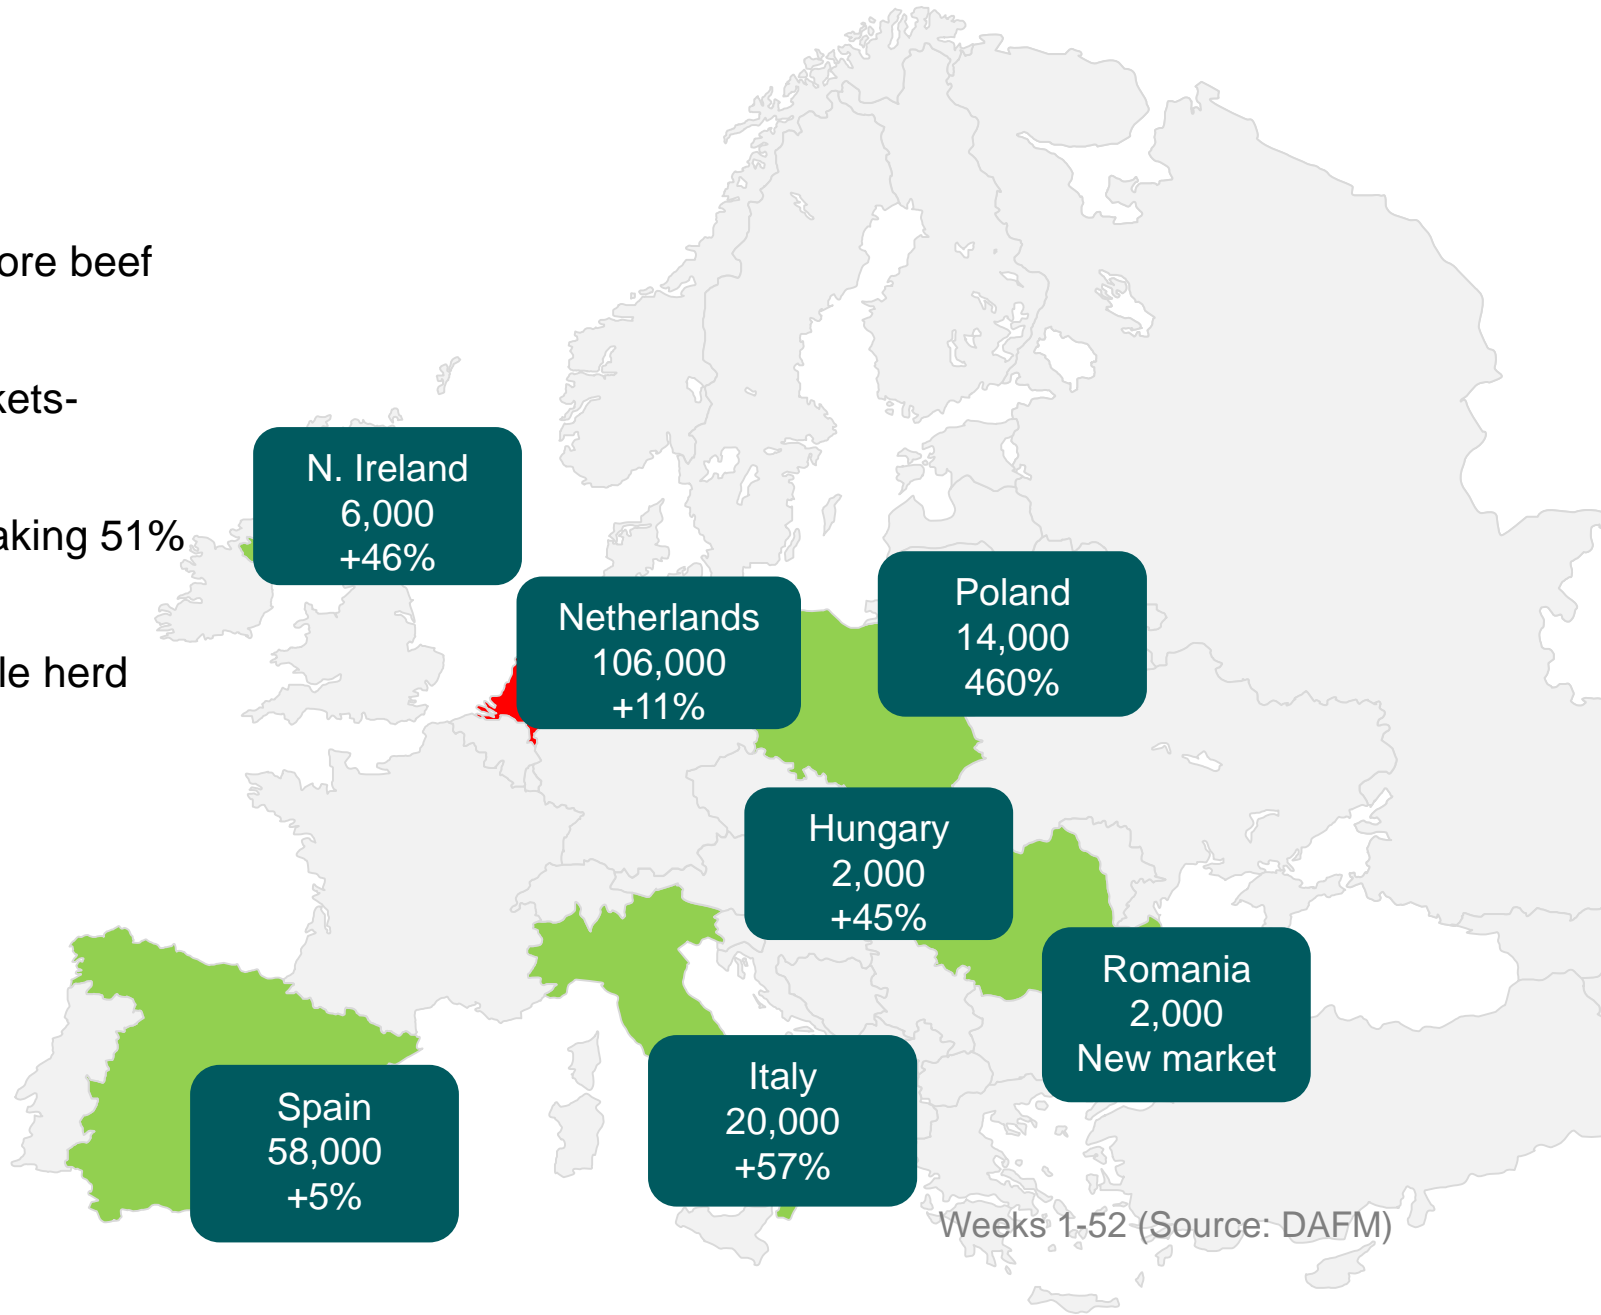 ore beef
kets-
aking 51%
le herd
N. Ireland
6,000
+46%
Netherlands
106,000
+11%
Poland
14,000
460%
Hungary
2,000
+45%
Romania
2,000
New market
Italy
20,000
+57%
Spain
58,000
+5%
Weeks 1-52 (Source: DAFM)